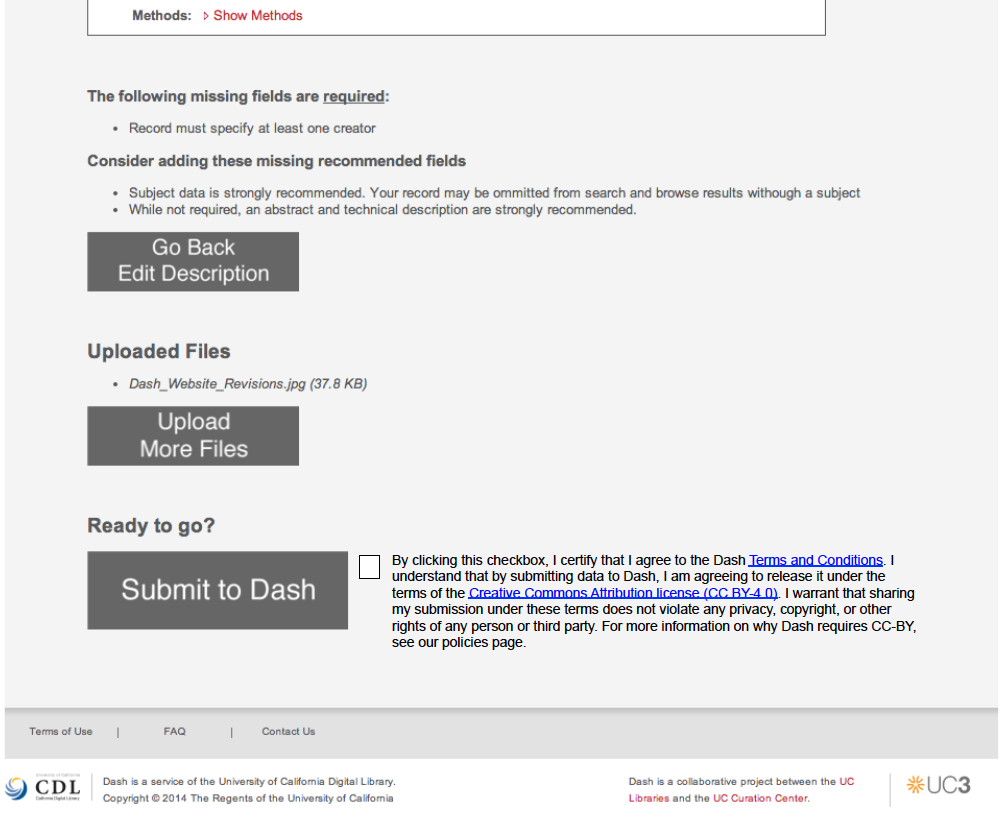 Methods: Show Methods
The following missing fields are required:
• Record must specify at least one creator
Consider adding these missing recommended fields
• Subject data is strongly recommended. Your record may be ommitted from search and browse results withough a subject
• While not required, an abstract and technical description are strongly recommended.
Go Back
Edit Description
Uploaded Files
• Dash_Website_Revisions.jpg (37.8 KB)
Upload
More Files
Ready to go?
Submit to Dash
By clicking this checkbox, I certify that I agree to the Dash Terms and Conditions. I
understand that by submitting data to Dash, I am agreeing to release it under the
terms of the Creative Commons Attribution license (CC BY-4.0). I warrant that sharing
my submission under these terms does not violate any privacy, copyright, or other
rights of any person or third party. For more information on why Dash requires CC-BY,
see our policies page.
Terms of Use | FAQ | Contact Us
University of California
CDL
California Digital Library
Dash is a service of the University of California Digital Library.
Copyright © 2014 The Regents of the University of California
Dash is a collaborative project between the UC
Libraries and the UC Curation Center.
UC3